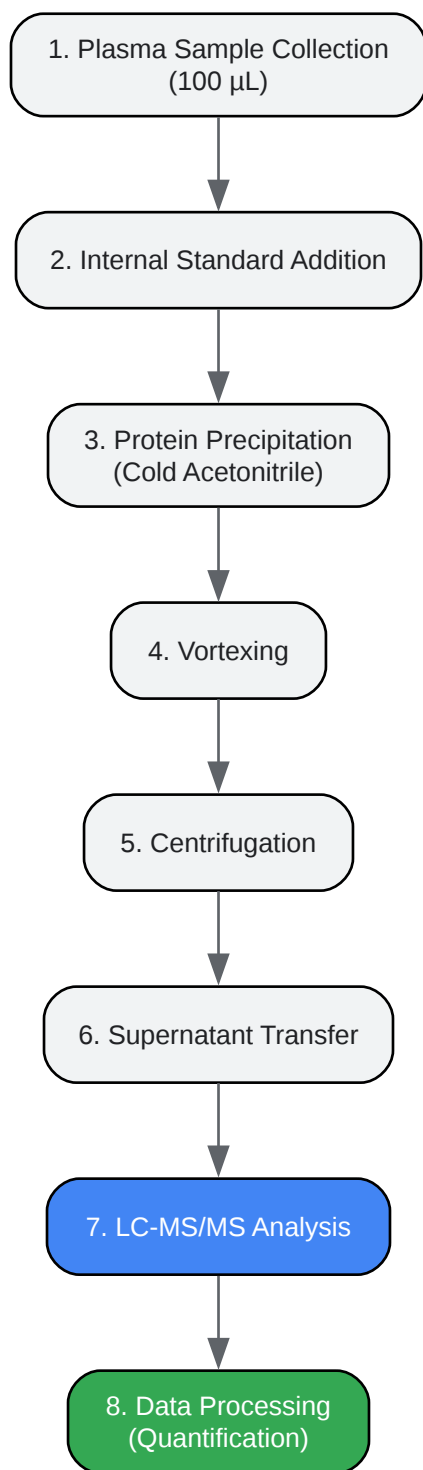 1. Plasma Sample Collection
(100 µL)
2. Internal Standard Addition
3. Protein Precipitation
(Cold Acetonitrile)
4. Vortexing
5. Centrifugation
6. Supernatant Transfer
7. LC-MS/MS Analysis
8. Data Processing
(Quantification)